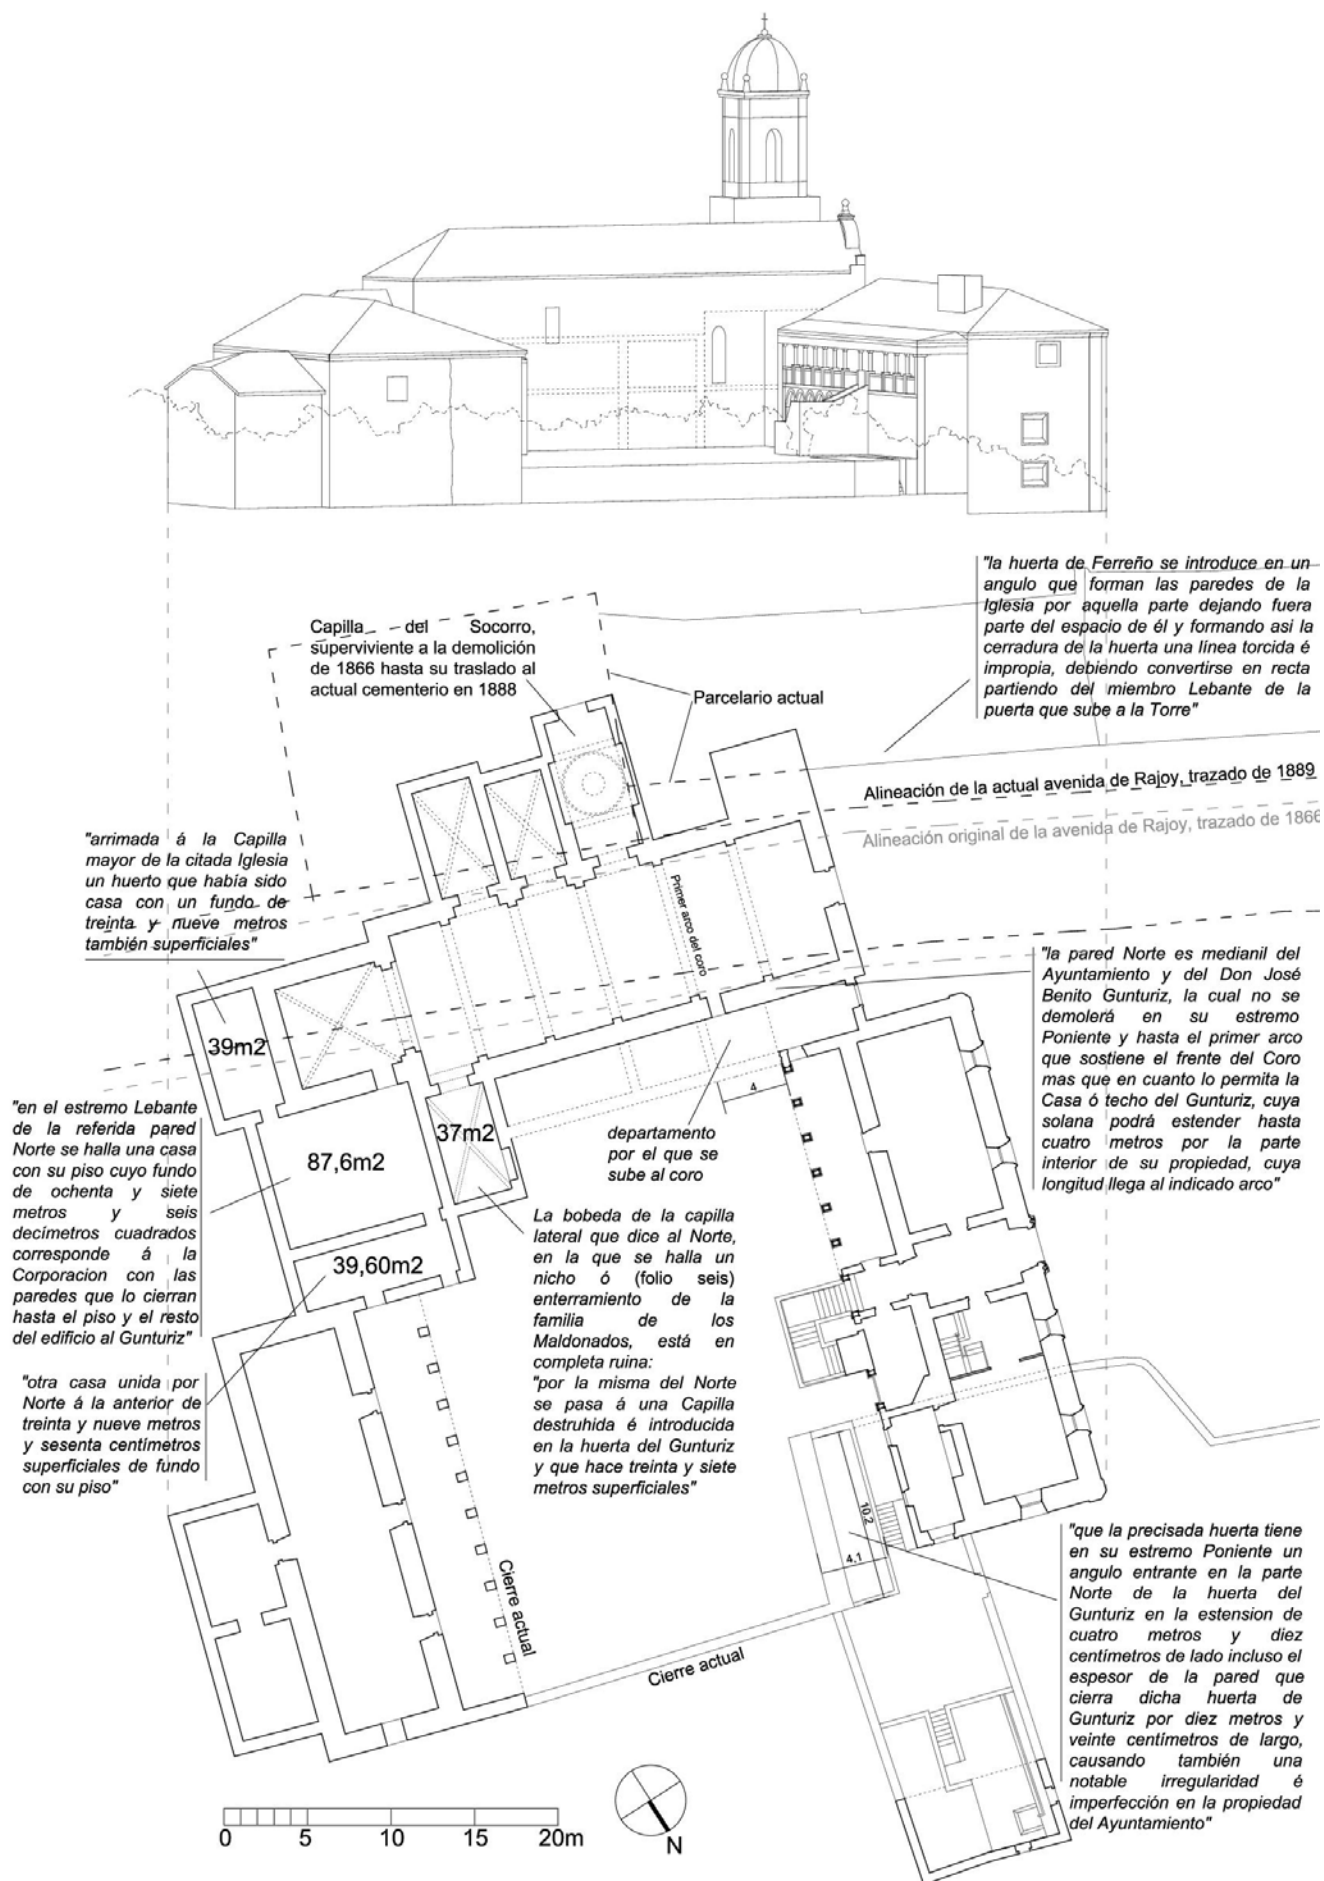 "la huerta de Ferreño se introduce en un
angulo que forman las paredes de la
Iglesia por aquella parte dejando fuera
parte del espacio de él y formando asi la
cerradura de la huerta una línea torcida é
impropia, debiendo convertirse en recta
partiendo del miembro Lebante de la
puerta que sube a la Torre"
Capilla del Socorro,
superviviente a la demolición
de 1866 hasta su traslado al
actual cementerio en 1888
Parcelario actual
Alineación de la actual avenida de Rajoy, trazado de 1889
Alineación original de la avenida de Rajoy, trazado de 1866
"arrimada á la Capilla
mayor de la citada Iglesia
un huerto que había sido
casa con un fundo de
treinta y nueve metros
también superficiales"
Primer arco del coro
"la pared Norte es medianil del
Ayuntamiento y del Don José
Benito Gunturiz, la cual no se
demolerá en su estremo
Poniente y hasta el primer arco
que sostiene el frente del Coro
mas que en cuanto lo permita la
Casa ó techo del Gunturiz, cuya
solana podrá estender hasta
cuatro metros por la parte
interior de su propiedad, cuya
longitud llega al indicado arco"
39m2
4
"en el estremo Lebante
de la referida pared
Norte se halla una casa
con su piso cuyo fundo
de ochenta y siete
metros y seis
decímetros cuadrados
corresponde á la
Corporacion con las
paredes que lo cierran
hasta el piso y el resto
del edificio al Gunturiz"
87,6m2
37m2
departamento
por el que se
sube al coro
39,60m2
La bobeda de la capilla
lateral que dice al Norte,
en la que se halla un
nicho ó (folio seis)
enterramiento de la
familia de los
Maldonados, está en
completa ruina:
"por la misma del Norte
se pasa á una Capilla
destruhida é introducida
en la huerta del Gunturiz
y que hace treinta y siete
metros superficiales"
"otra casa unida por
Norte á la anterior de
treinta y nueve metros
y sesenta centímetros
superficiales de fundo
con su piso"
10,2
4,1
Cierre actual
Cierre actual
"que la precisada huerta tiene
en su estremo Poniente un
angulo entrante en la parte
Norte de la huerta del
Gunturiz en la estension de
cuatro metros y diez
centímetros de lado incluso el
espesor de la pared que
cierra dicha huerta de
Gunturiz por diez metros y
veinte centímetros de largo,
causando también una
notable irregularidad é
imperfección en la propiedad
del Ayuntamiento"
0 5 10 15 20m
N